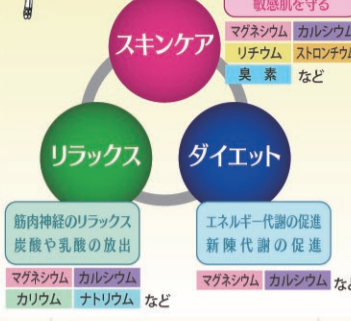 敏感肌を守る
マグネシウム カルシウム
リチウム ストロンチウム
臭素 など
スキンケア
リラックス
ダイエット
筋肉神経のリラックス
炭酸や乳酸の放出
マグネシウム カルシウム
カリウム ナトリウム など
エネルギー代謝の促進
新陳代謝の促進
マグネシウム カルシウム など